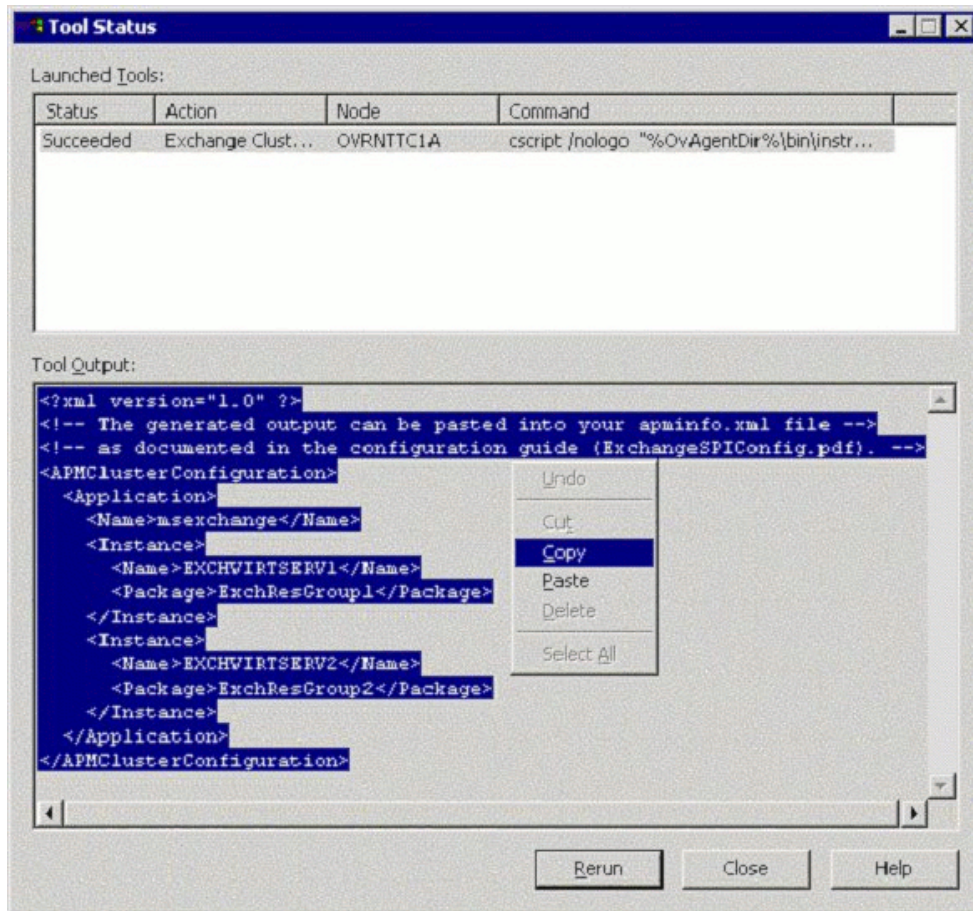 Tool Status
Launched Tools:
Status Action Node Command
Succeeded Exchange Clust... OVRNTTC1A cscript /nologo "%OvAgentDir%\bin\instr...
Tool Output:
<?xml version="1.0" ?>
<!-- The generated output can be pasted into your apminfo.xml file -->
<!-- as documented in the configuration guide (ExchangeSPIConfig.pdf). -->
<APMClusterConfiguration>
<Application>
<Name>msexchange</Name>
<Instance>
<Name>EXCHVIRTSERV1</Name>
<Package>ExchResGroup1</Package>
</Instance>
<Instance>
<Name>EXCHVIRTSERV2</Name>
<Package>ExchResGroup2</Package>
</Instance>
</Application>
</APMClusterConfiguration>
Undo
Cut
Copy
Paste
Delete
Select All
Rerun Close Help